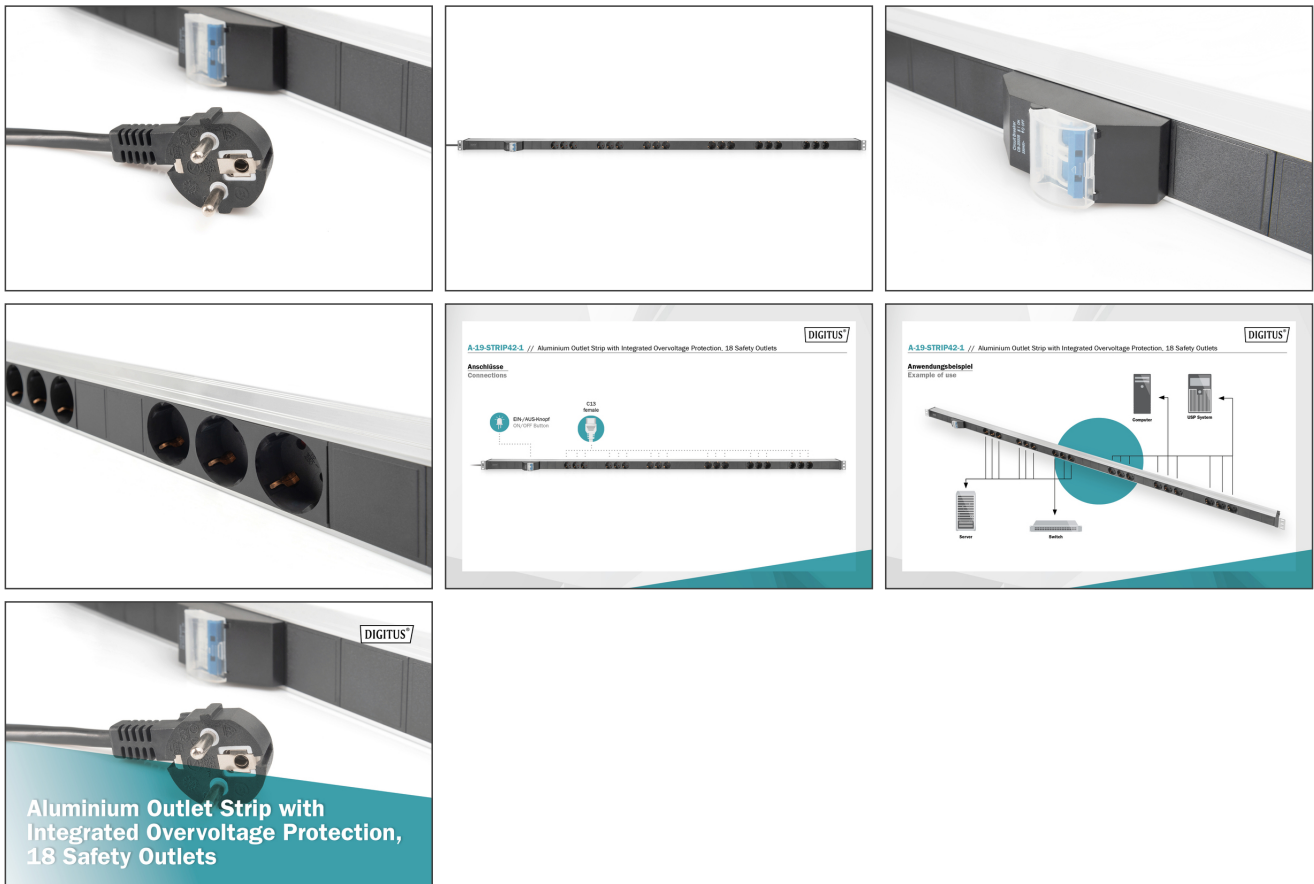 DIGITUS®
A-19-STRIP42-1 // Aluminium Outlet Strip with Integrated Overvoltage Protection, 18 Safety Outlets
Anschlüsse
Connections
EIN-/AUS-Knopf
ON/OFF Button
C13
female
DIGITUS®
A-19-STRIP42-1 // Aluminium Outlet Strip with Integrated Overvoltage Protection, 18 Safety Outlets
Anwendungsbeispiel
Example of use
Computer
USP System
Server
Switch
DIGITUS®
Aluminium Outlet Strip with
Integrated Overvoltage Protection,
18 Safety Outlets